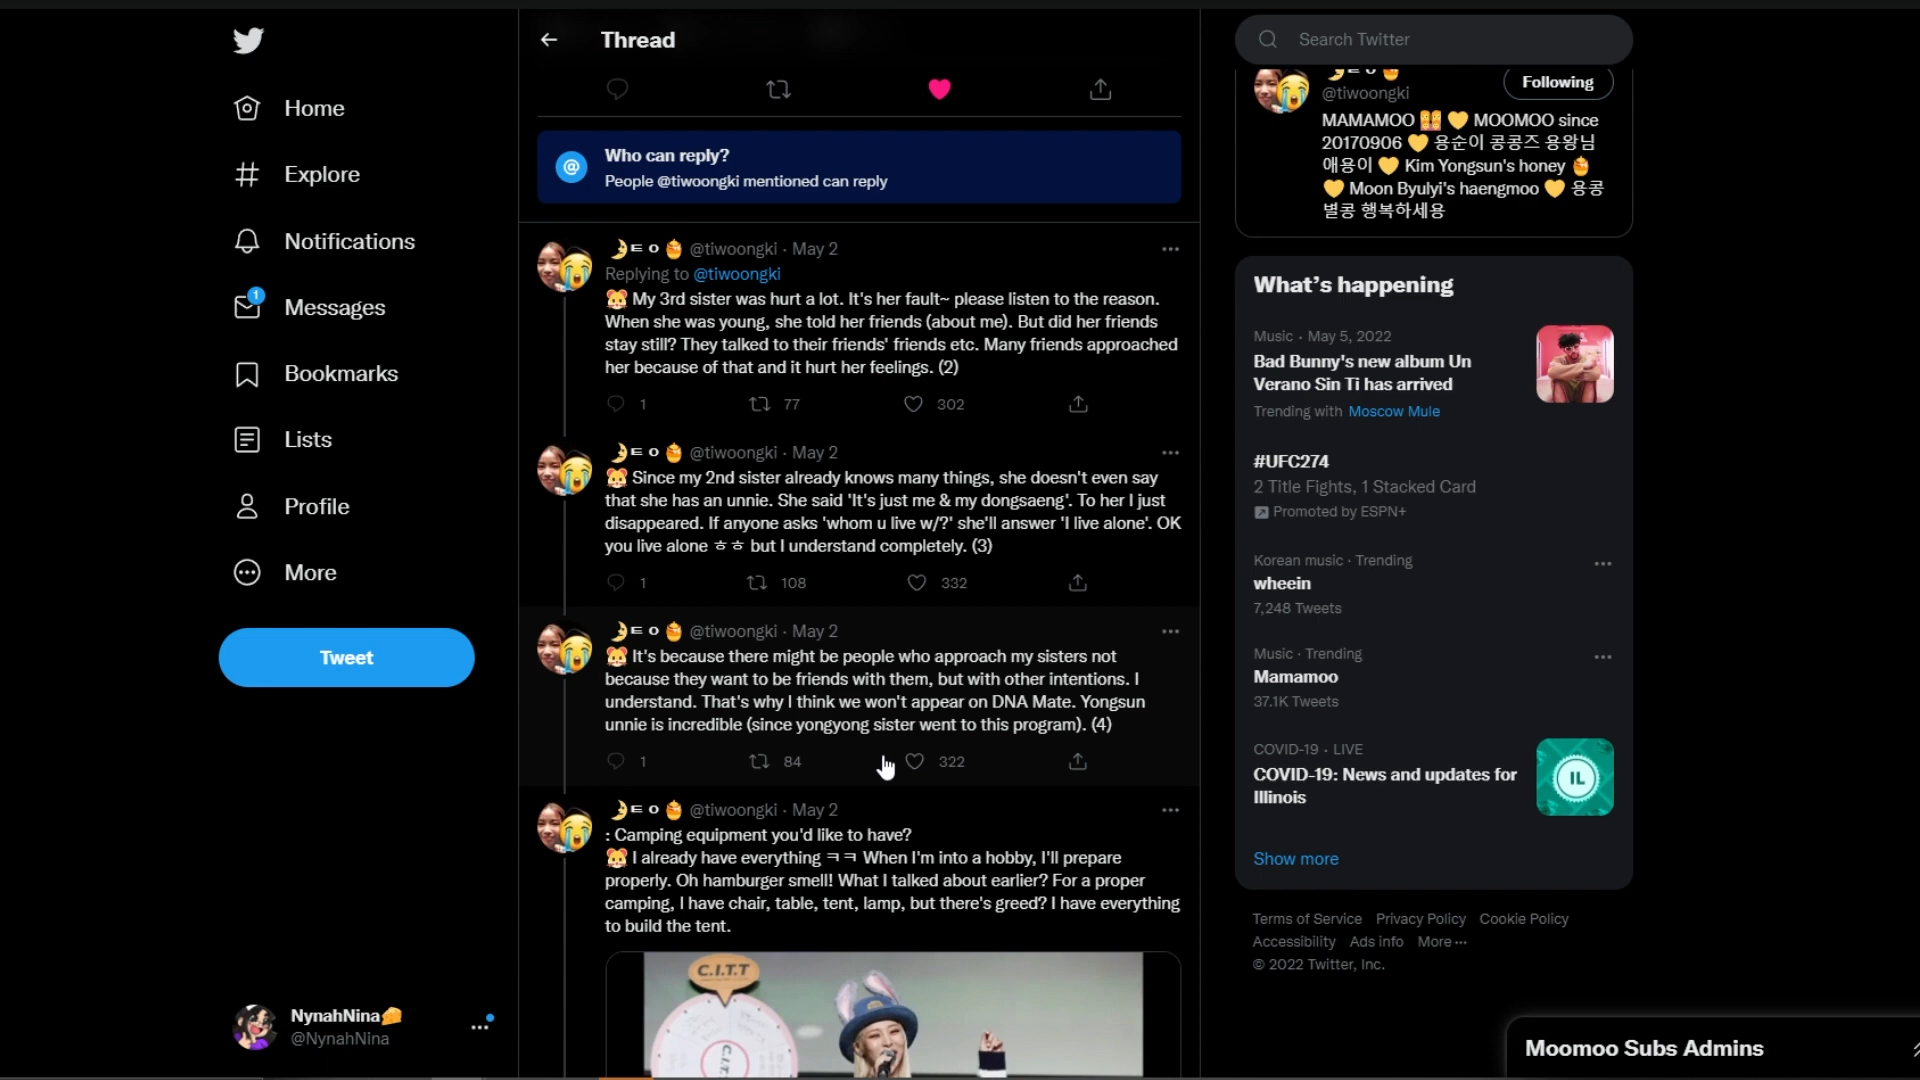 Home
Explore
Notifications
1
Messages
Bookmarks
Lists
Profile
More
Tweet
NynahNina🧀
@NynahNina
Thread
Who can reply?
People @tiwoongki mentioned can reply
🌛ㅌㅇ🍯 @tiwoongki · May 2
Replying to @tiwoongki
🐹 My 3rd sister was hurt a lot. It's her fault~ please listen to the reason.
When she was young, she told her friends (about me). But did her friends
stay still? They talked to their friends' friends etc. Many friends approached
her because of that and it hurt her feelings. (2)
1 77 302
🌛ㅌㅇ🍯 @tiwoongki · May 2
🐹 Since my 2nd sister already knows many things, she doesn't even say
that she has an unnie. She said 'It's just me & my dongsaeng'. To her I just
disappeared. If anyone asks 'whom u live w/?' she'll answer 'I live alone'. OK
you live alone ㅎㅎ but I understand completely. (3)
1 108 332
🌛ㅌㅇ🍯 @tiwoongki · May 2
🐹 It's because there might be people who approach my sisters not
because they want to be friends with them, but with other intentions. I
understand. That's why I think we won't appear on DNA Mate. Yongsun
unnie is incredible (since yongyong sister went to this program). (4)
1 84 322
🌛ㅌㅇ🍯 @tiwoongki · May 2
: Camping equipment you'd like to have?
🐹 I already have everything ㅋㅋ When I'm into a hobby, I'll prepare
properly. Oh hamburger smell! What I talked about earlier? For a proper
camping, I have chair, table, tent, lamp, but there's greed? I have everything
to build the tent.
C.I.T.T
C.I.T.T
Search Twitter
@tiwoongki
Following
MAMAMOO 👯 💛 MOOMOO since
20170906 💛 용순이 콩콩즈 용왕님
애용이 💛 Kim Yongsun's honey 🍯
💛 Moon Byulyi's haengmoo 💛 용콩
별콩 행복하세용
What's happening
Music · May 5, 2022
Bad Bunny's new album Un
Verano Sin Ti has arrived
Trending with Moscow Mule
#UFC274
2 Title Fights, 1 Stacked Card
Promoted by ESPN+
Korean music · Trending
wheein
7,248 Tweets
Music · Trending
Mamamoo
37.1K Tweets
COVID-19 · LIVE
COVID-19: News and updates for
Illinois
IL
Show more
Terms of Service Privacy Policy Cookie Policy
Accessibility Ads info More ···
© 2022 Twitter, Inc.
Moomoo Subs Admins